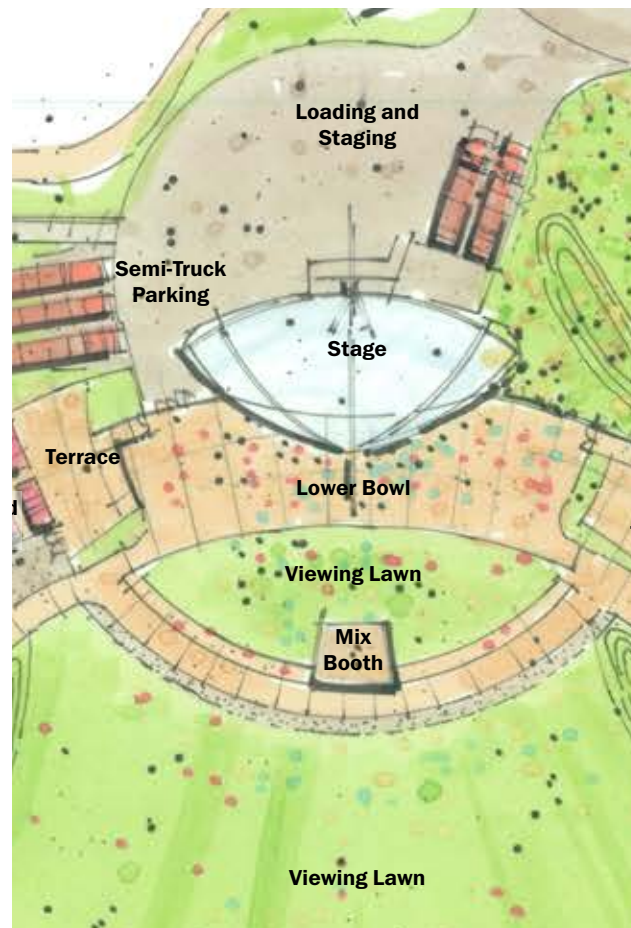 Loading and
Staging
Semi-Truck
Parking
Stage
Terrace
Lower Bowl
Viewing Lawn
Mix
Booth
Viewing Lawn